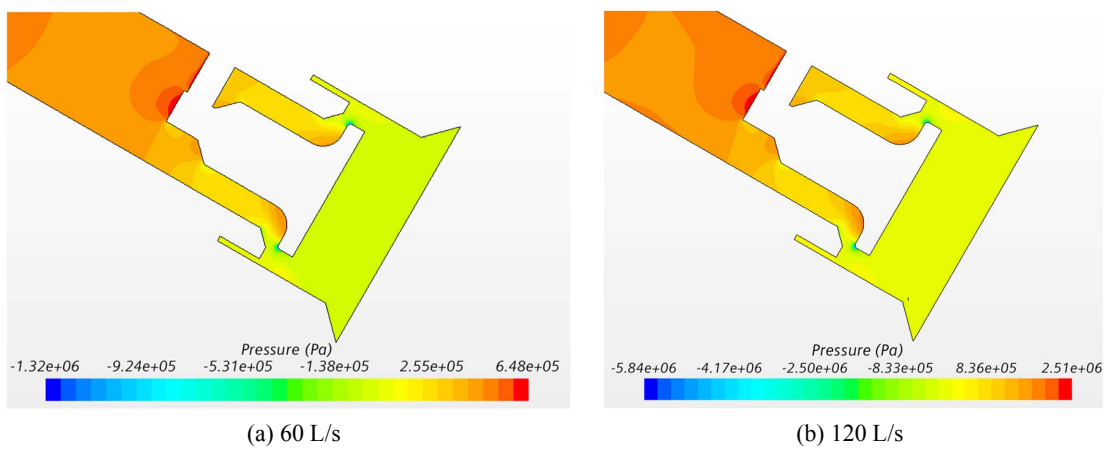 Pressure (Pa)
-1.32e+06 -9.24e+05 -5.31e+05 -1.38e+05 2.55e+05 6.48e+05
(a) 60 L/s
Pressure (Pa)
-5.84e+06 -4.17e+06 -2.50e+06 -8.33e+05 8.36e+05 2.51e+06
(b) 120 L/s